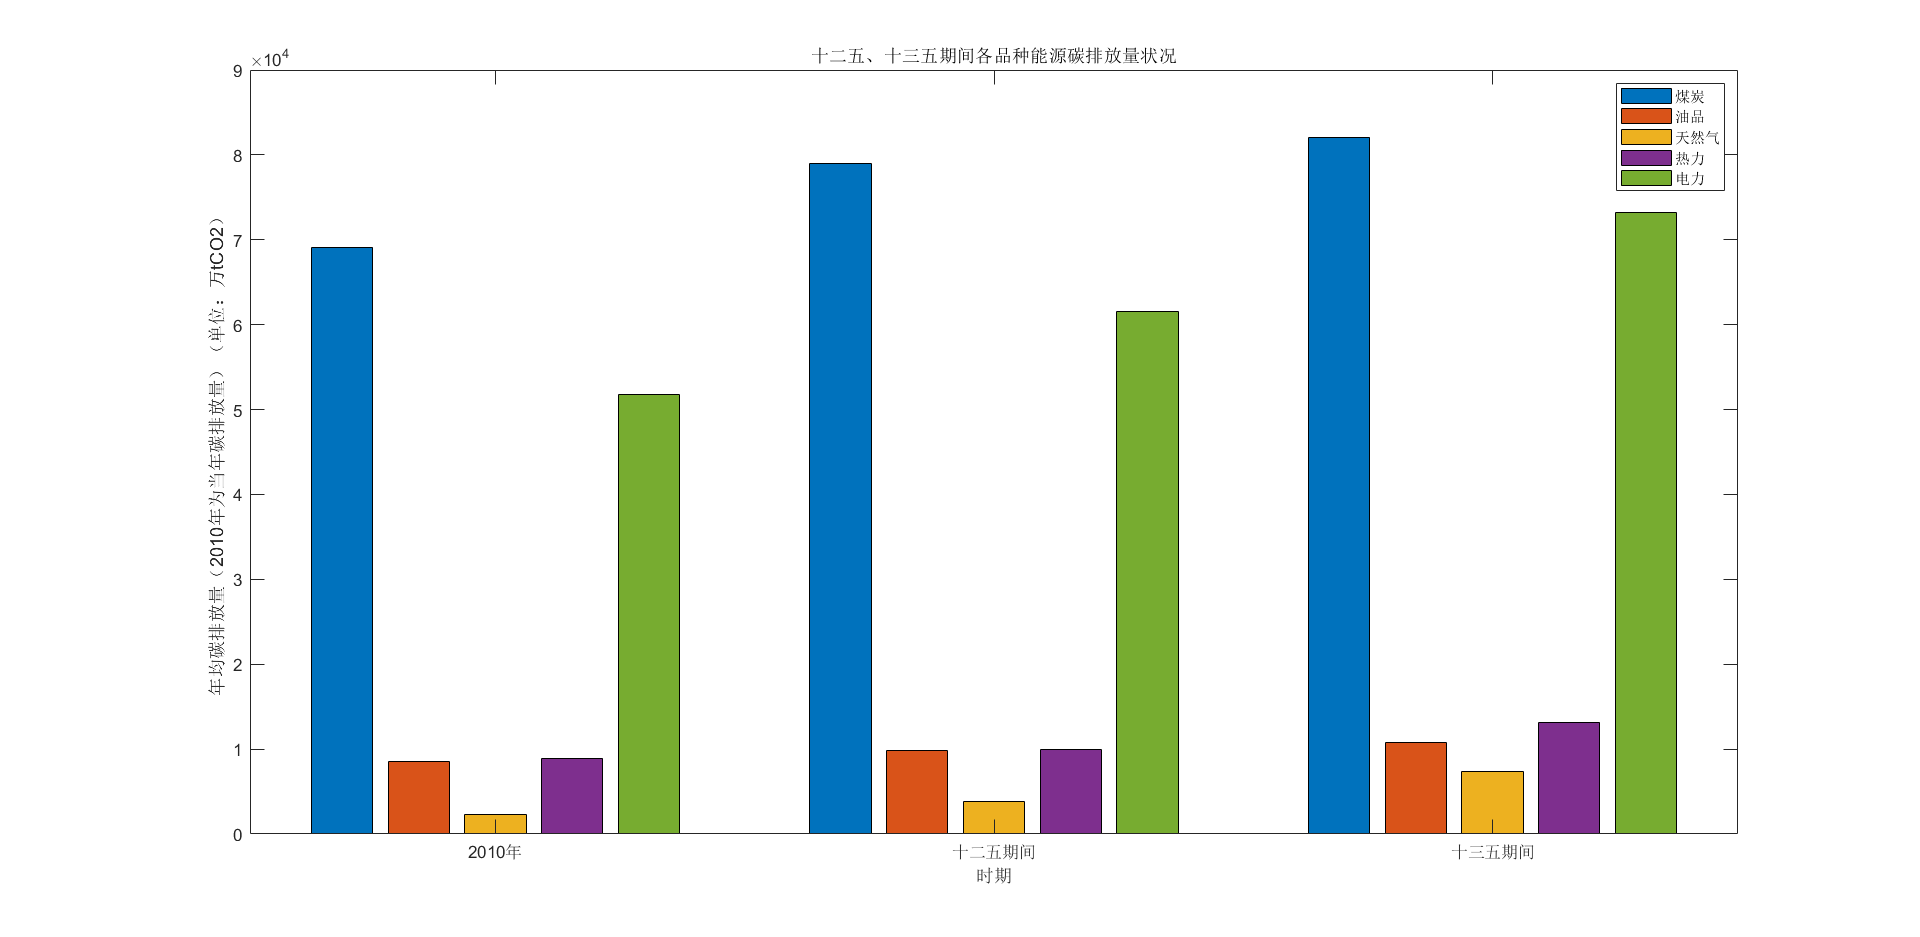 十二五、十三五期间各品种能源碳排放量状况
×10⁴
9
8
7
6
5
4
3
2
1
0
年均碳排放量（2010年为当年碳排放量）（单位：万tCO2）
煤炭
油品
天然气
热力
电力
2010年
十二五期间
十三五期间
时期